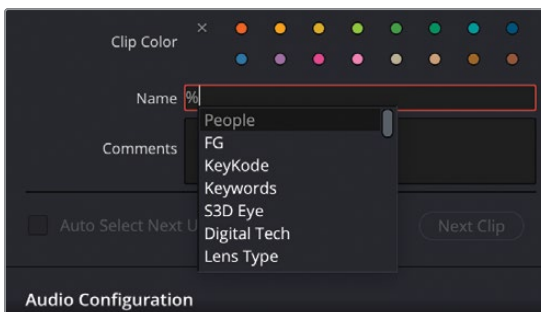 Clip Color
Name %
People
FG
Comments
KeyKode
Keywords
S3D Eye
Auto Select Next U
Digital Tech
Next Clip
Lens Type
Audio Configuration